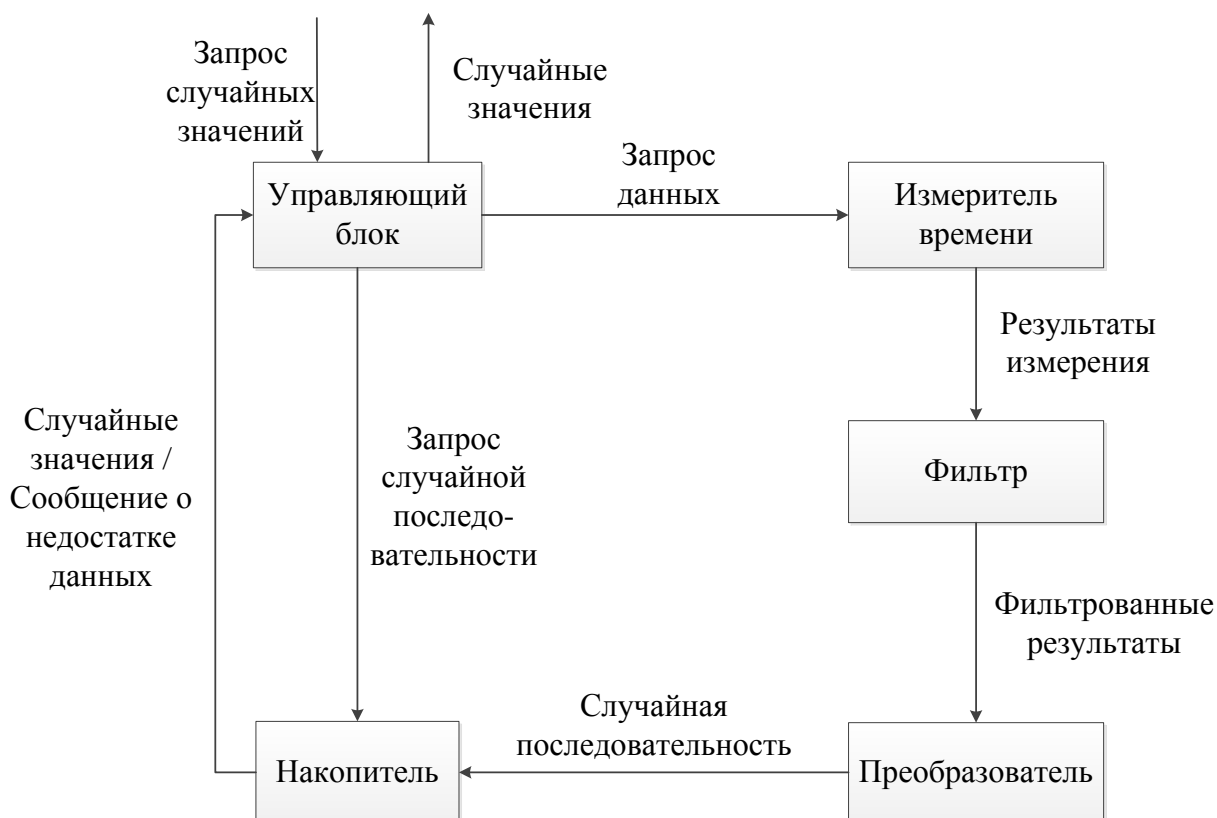 Запрос
случайных
значений
Случайные
значения
Запрос
данных
Управляющий
блок
Измеритель
времени
Результаты
измерения
Случайные
значения /
Сообщение о
недостатке
данных
Запрос
случайной
последо-
вательности
Фильтр
Фильтрованные
результаты
Случайная
последовательность
Накопитель
Преобразователь